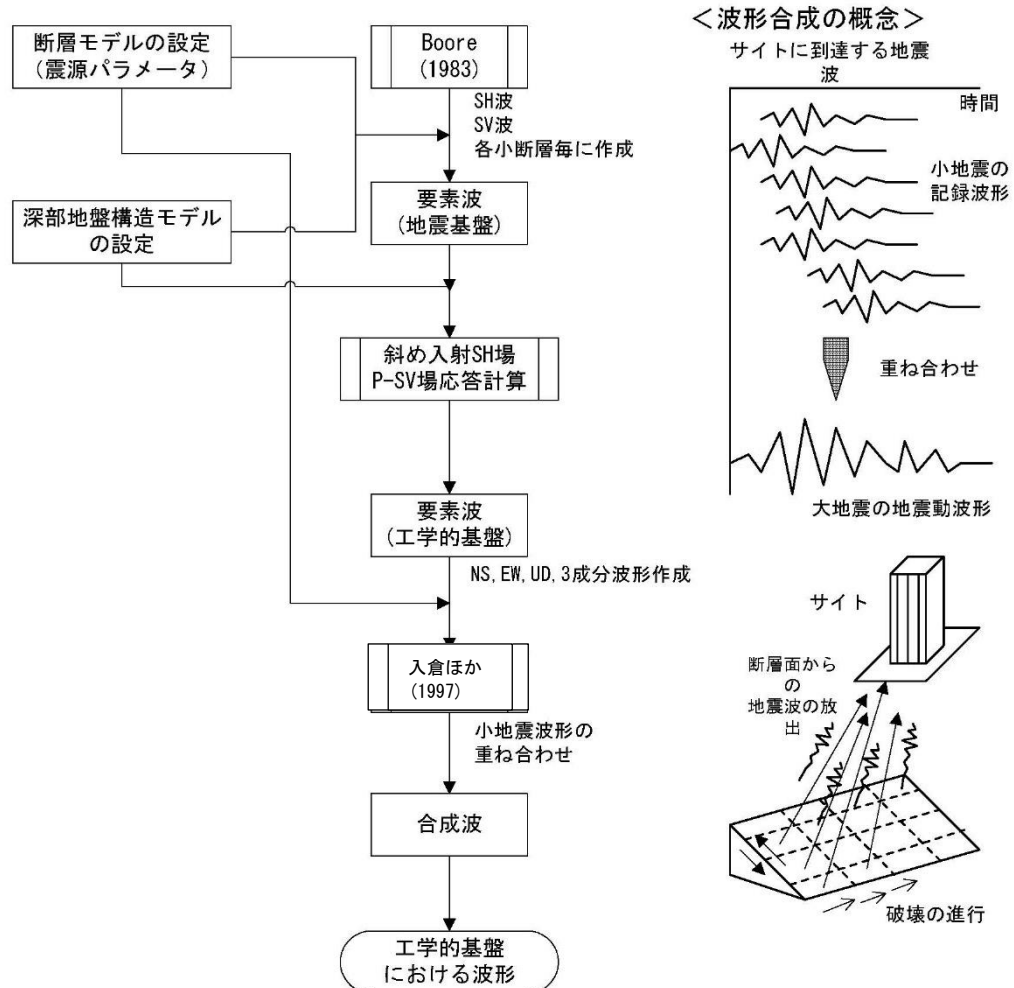 断層モデルの設定
(震源パラメータ)
Boore
(1983)
SH波
SV波
各小断層毎に作成
深部地盤構造モデル
の設定
要素波
(地震基盤)
斜め入射SH場
P-SV場応答計算
要素波
(工学的基盤)
NS, EW, UD, 3成分波形作成
入倉ほか
(1997)
小地震波形の
重ね合わせ
合成波
工学的基盤
における波形
<波形合成の概念>
サイトに到達する地震
波
時間
小地震の
記録波形
重ね合わせ
大地震の地震動波形
サイト
断層面から
の
地震波の放
出
破壊の進行